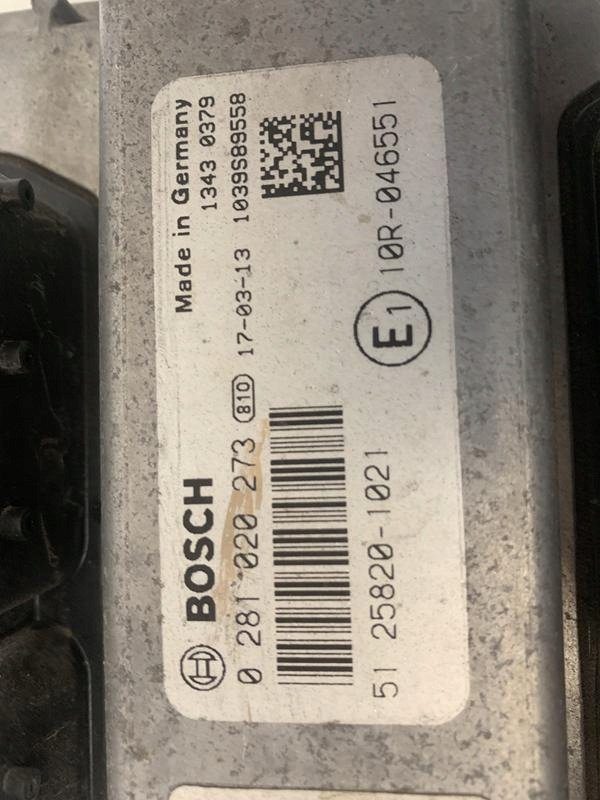 Made in Germany
1343 0379
BOSCH
0 281 020 273 810 17-03-13 1039S89558
51 25820-1021
E1 10R-046551